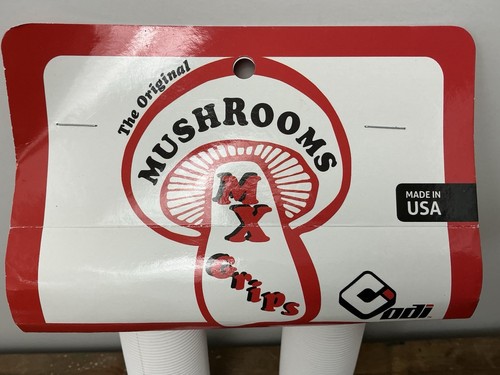 The Original
MUSHROOMS
MX
Grips
MADE IN
USA
odi